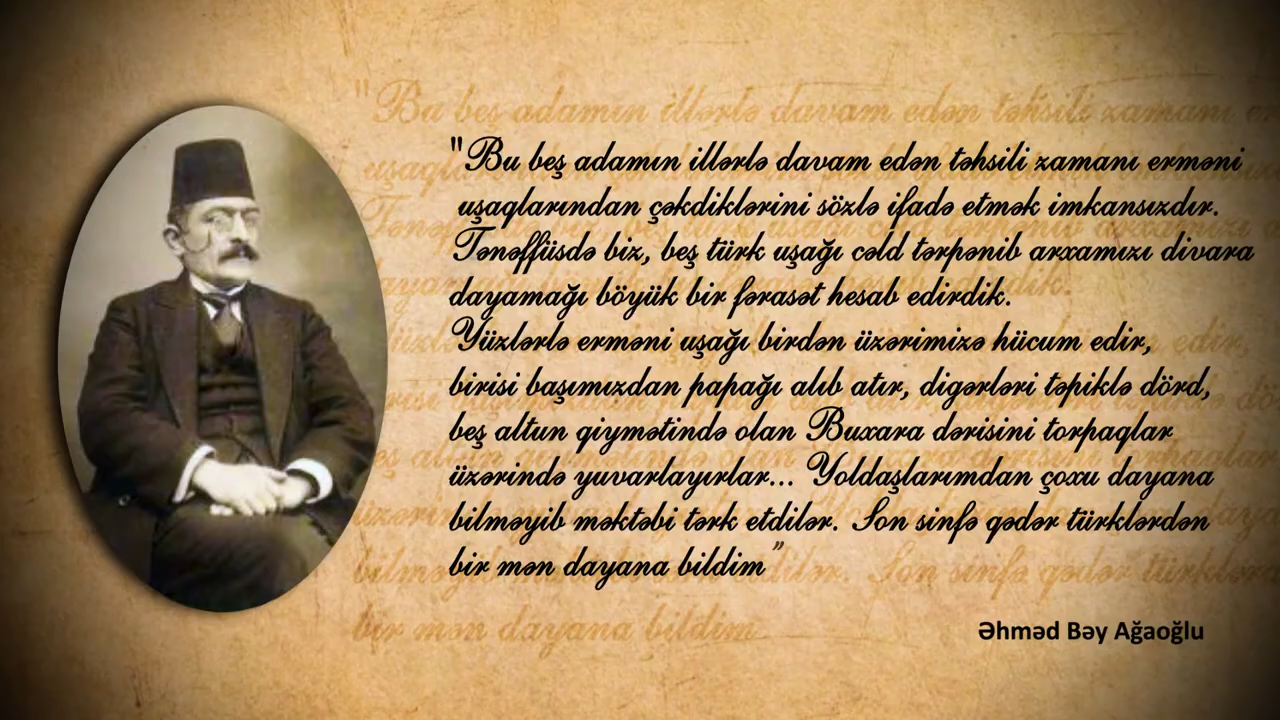 "Bu beş adamın illərlə davam edən təhsili zamanı erməni
uşaqlarından çəkdiklərini sözlə ifadə etmək imkansızdır.
Tənəffüsdə biz, beş türk uşağı cəld tərpənib arxamızı divara
dayamağı böyük bir fərasət hesab edirdik.
Yüzlərlə erməni uşağı birdən üzərimizə hücum edir,
birisi başımızdan papağı alıb atır, digərləri təpiklə dörd,
beş altun qiymətində olan Buxara dərisini torpaqlar
üzərində yuvarlayırlar... Yoldaşlarımdan çoxu dayana
bilməyib məktəbi tərk etdilər. Son sinfə qədər türklərdən
bir mən dayana bildim"
Əhməd Bəy Ağaoğlu